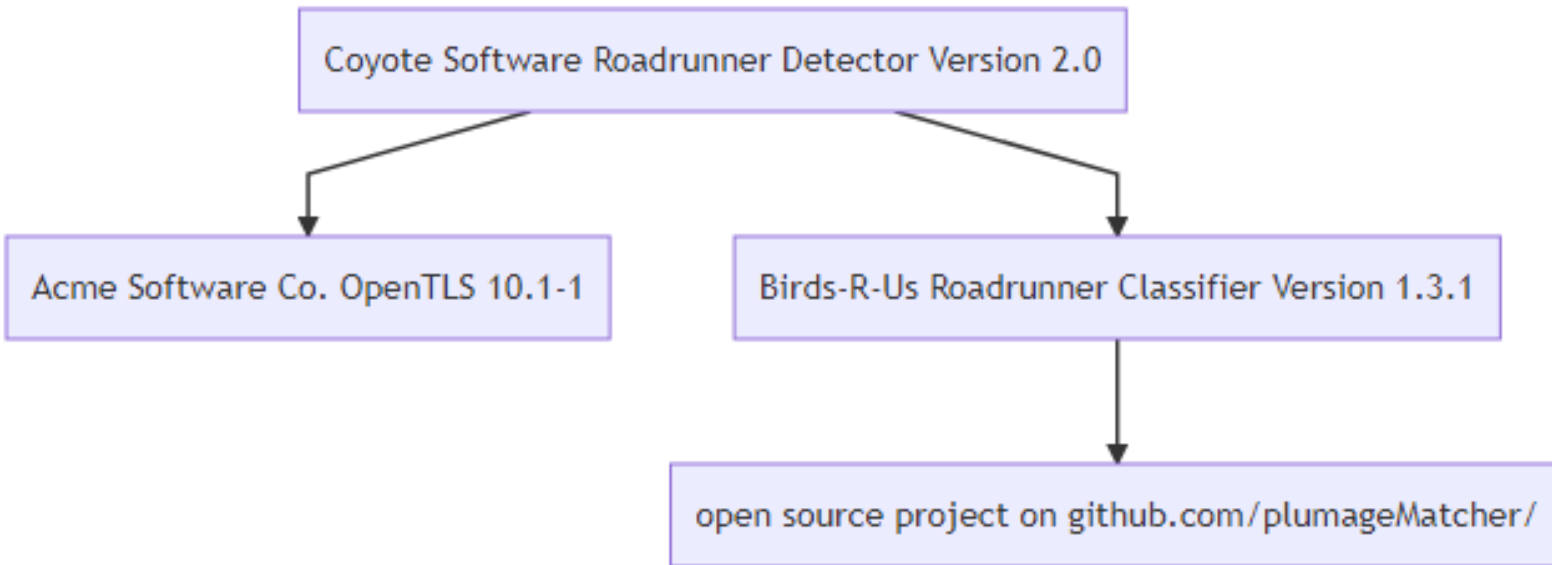 Coyote Software Roadrunner Detector Version 2.0
Acme Software Co. OpenTLS 10.1-1
Birds-R-Us Roadrunner Classifier Version 1.3.1
open source project on github.com/plumageMatcher/